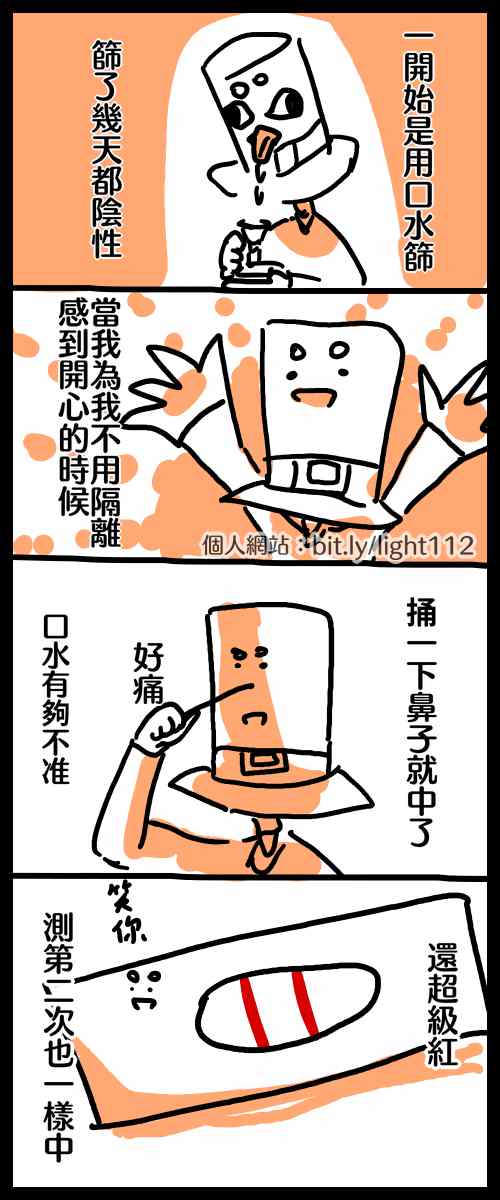 一開始是用口水篩
篩了幾天都陰性
當我為我不用隔離
感到開心的時候
個人網站：bit.ly/light112
捅一下鼻子就中了
好痛
口水有夠不准
還超級紅
笑你
測第二次也一樣中